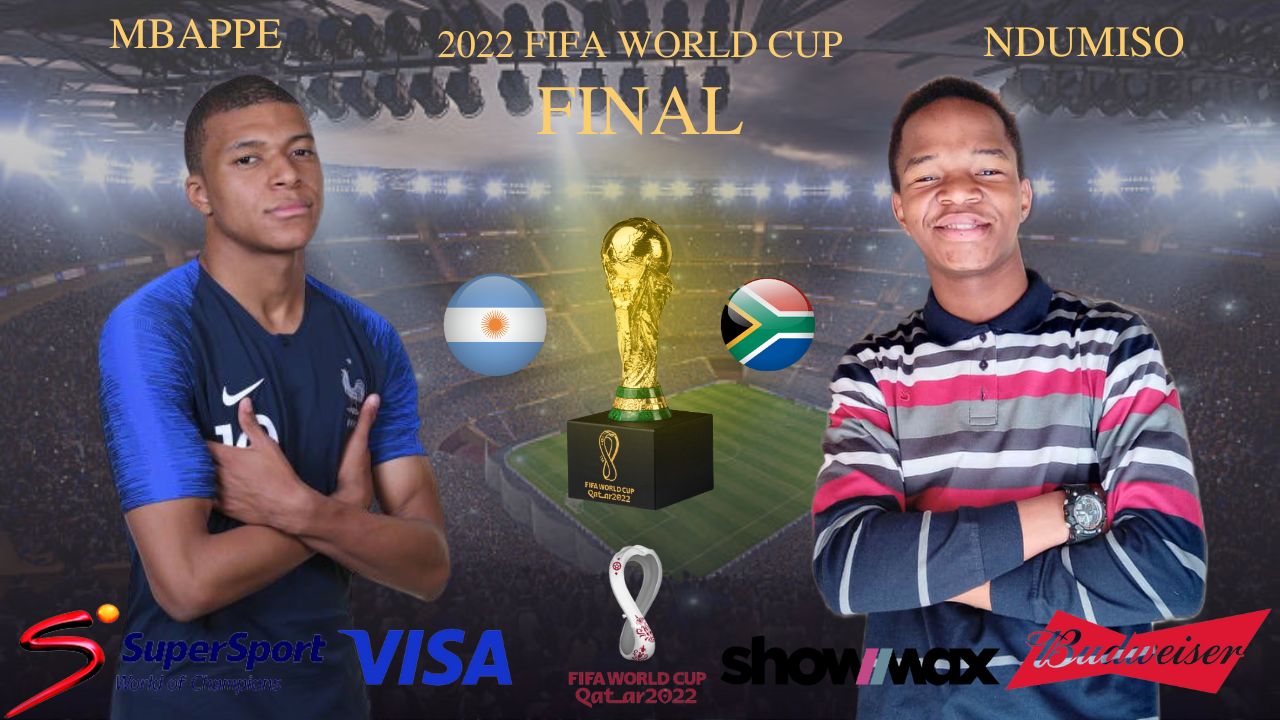 MBAPPE
2022 FIFA WORLD CUP
FINAL
NDUMISO
10
FIFA WORLD CUP
Qatar2022
SuperSport
World of Champions
VISA
FIFA WORLD CUP
Qatar2022
showmax
Budweiser